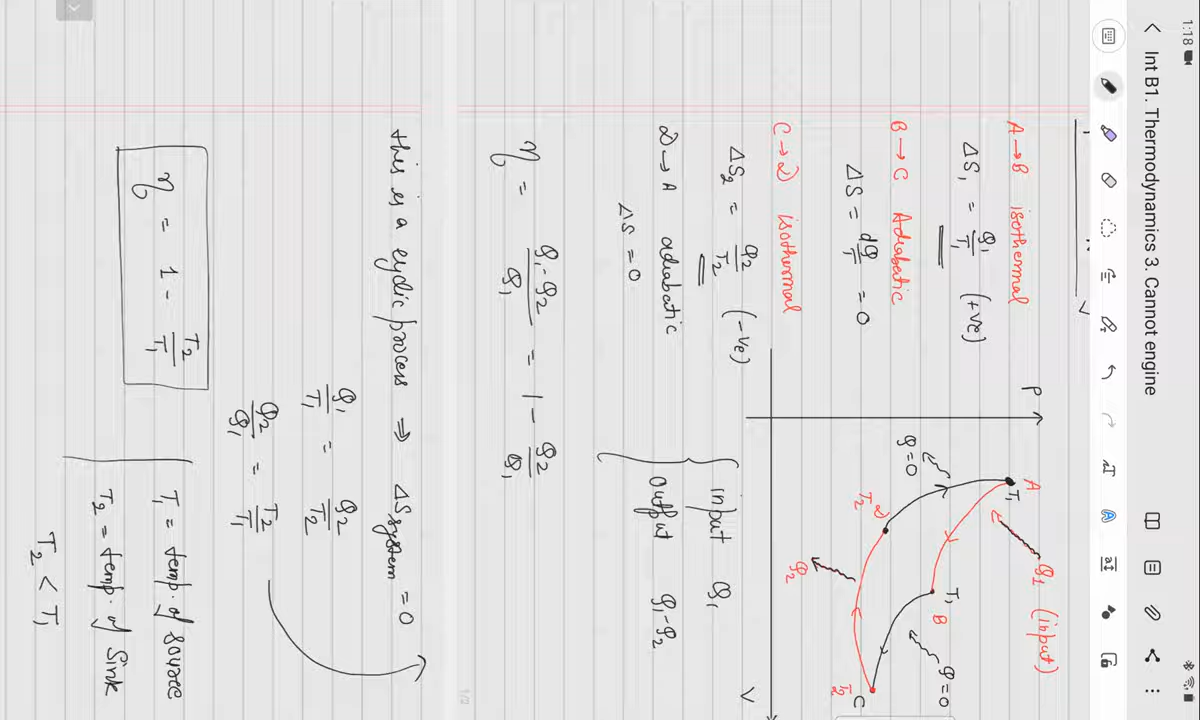 1:18
Int B1. Thermodynamics 3. Cannot engine
P
A
T₁
Q₁ (input)
T₁
B
Q=0
Q=0
T₂ D
Q₂
C
T₂
V
A → B isothermal
ΔS₁ = Q₁/T₁ (+ve)
B → C Adiabatic
ΔS = dQ/T = 0
C → D isothermal
ΔS₂ = Q₂/T₂ (-ve)
D → A adiabatic
ΔS = 0
input Q₁
output Q₁-Q₂
η = (Q₁-Q₂)/Q₁ = 1 - Q₂/Q₁
1/2
this is a cyclic process ⇒ ΔSsystem = 0
Q₁/T₁ = Q₂/T₂
Q₂/Q₁ = T₂/T₁
η = 1 - T₂/T₁
T₁ = temp. of source
T₂ = temp. of sink
T₂ < T₁